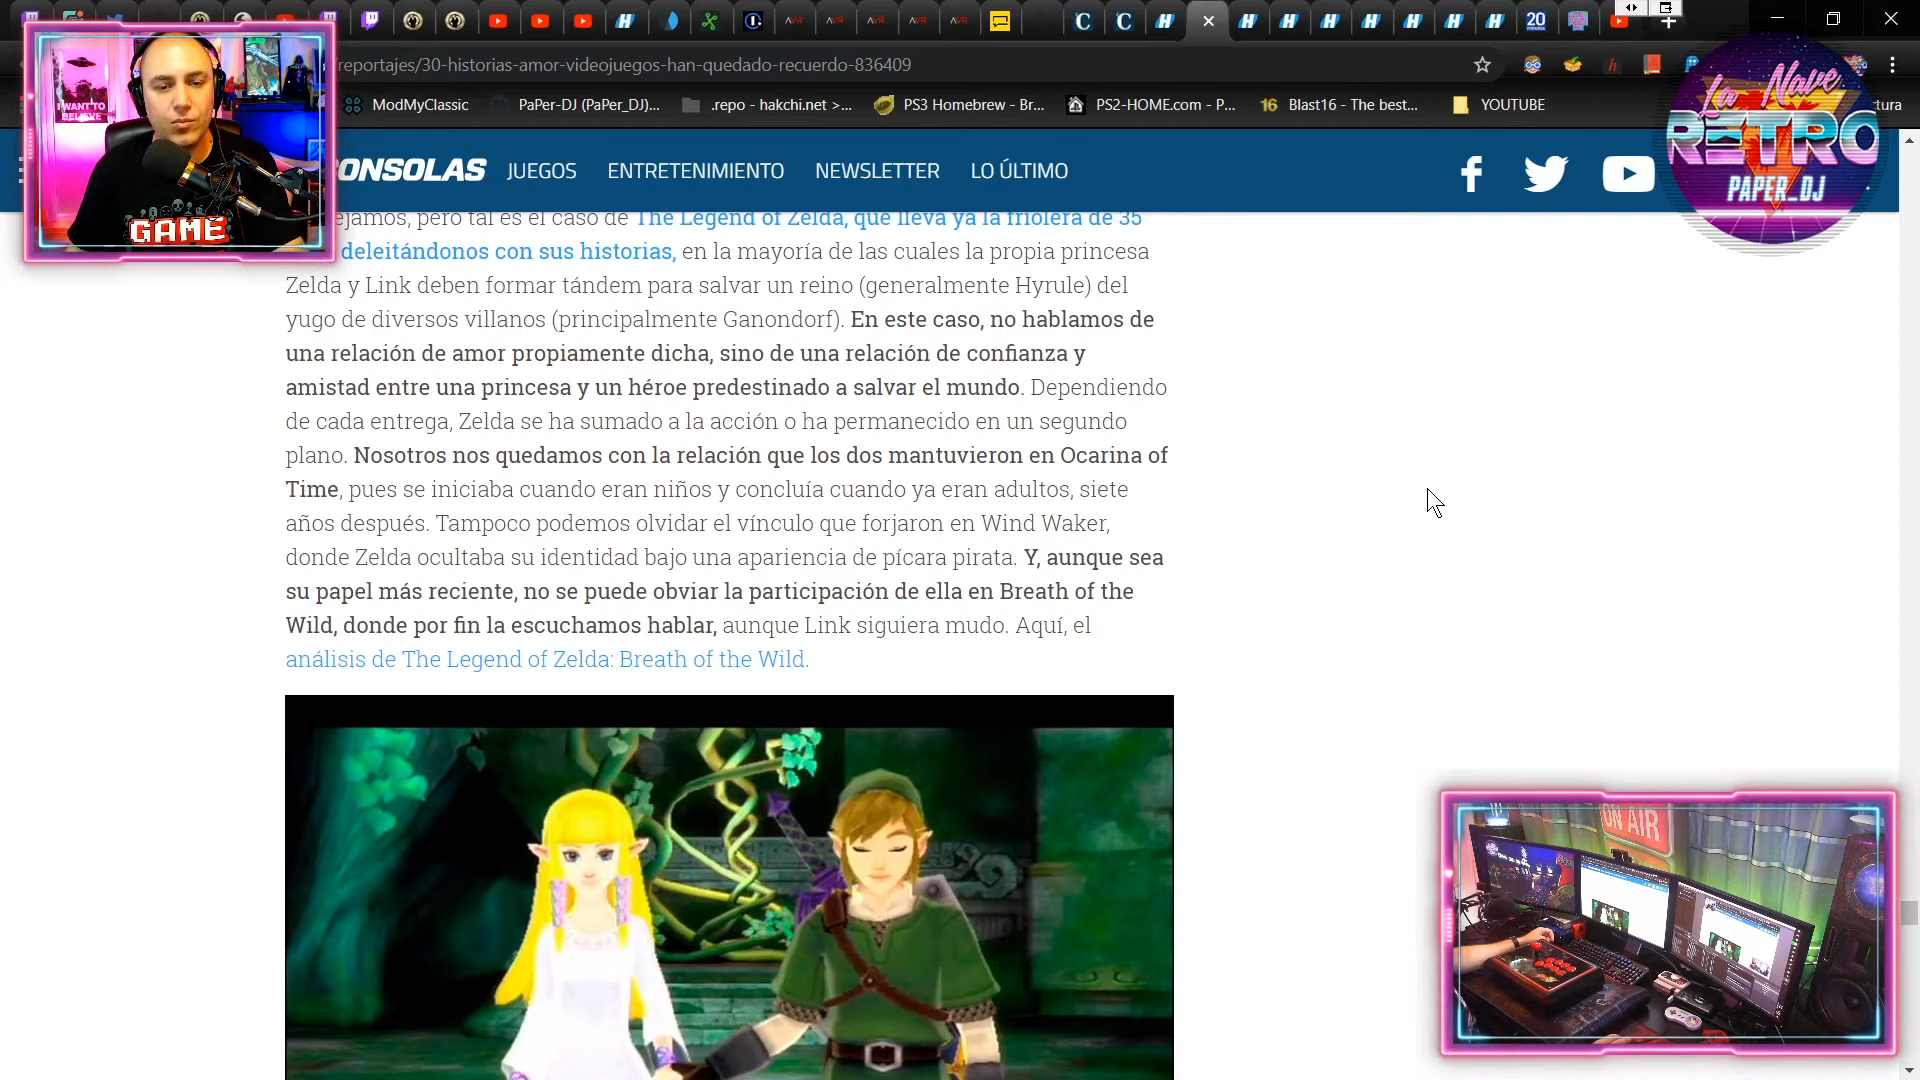 reportajes/30-historias-amor-videojuegos-han-quedado-recuerdo-836409
ModMyClassic
PaPer-DJ (PaPer_DJ)...
.repo - hakchi.net >...
PS3 Homebrew - Br...
PS2-HOME.com - P...
16
Blast16 - The best...
YOUTUBE
ctura
20
I WANT TO
BELIEVE
GAME
La Nave
RETRO
PAPER_DJ
ONSOLAS
JUEGOS
ENTRETENIMIENTO
NEWSLETTER
LO ÚLTIMO
ejamos, pero tal es el caso de The Legend of Zelda, que lleva ya la friolera de 35
deleitándonos con sus historias, en la mayoría de las cuales la propia princesa
Zelda y Link deben formar tándem para salvar un reino (generalmente Hyrule) del
yugo de diversos villanos (principalmente Ganondorf). En este caso, no hablamos de
una relación de amor propiamente dicha, sino de una relación de confianza y
amistad entre una princesa y un héroe predestinado a salvar el mundo. Dependiendo
de cada entrega, Zelda se ha sumado a la acción o ha permanecido en un segundo
plano. Nosotros nos quedamos con la relación que los dos mantuvieron en Ocarina of
Time, pues se iniciaba cuando eran niños y concluía cuando ya eran adultos, siete
años después. Tampoco podemos olvidar el vínculo que forjaron en Wind Waker,
donde Zelda ocultaba su identidad bajo una apariencia de pícara pirata. Y, aunque sea
su papel más reciente, no se puede obviar la participación de ella en Breath of the
Wild, donde por fin la escuchamos hablar, aunque Link siguiera mudo. Aquí, el
análisis de The Legend of Zelda: Breath of the Wild.
ON AIR